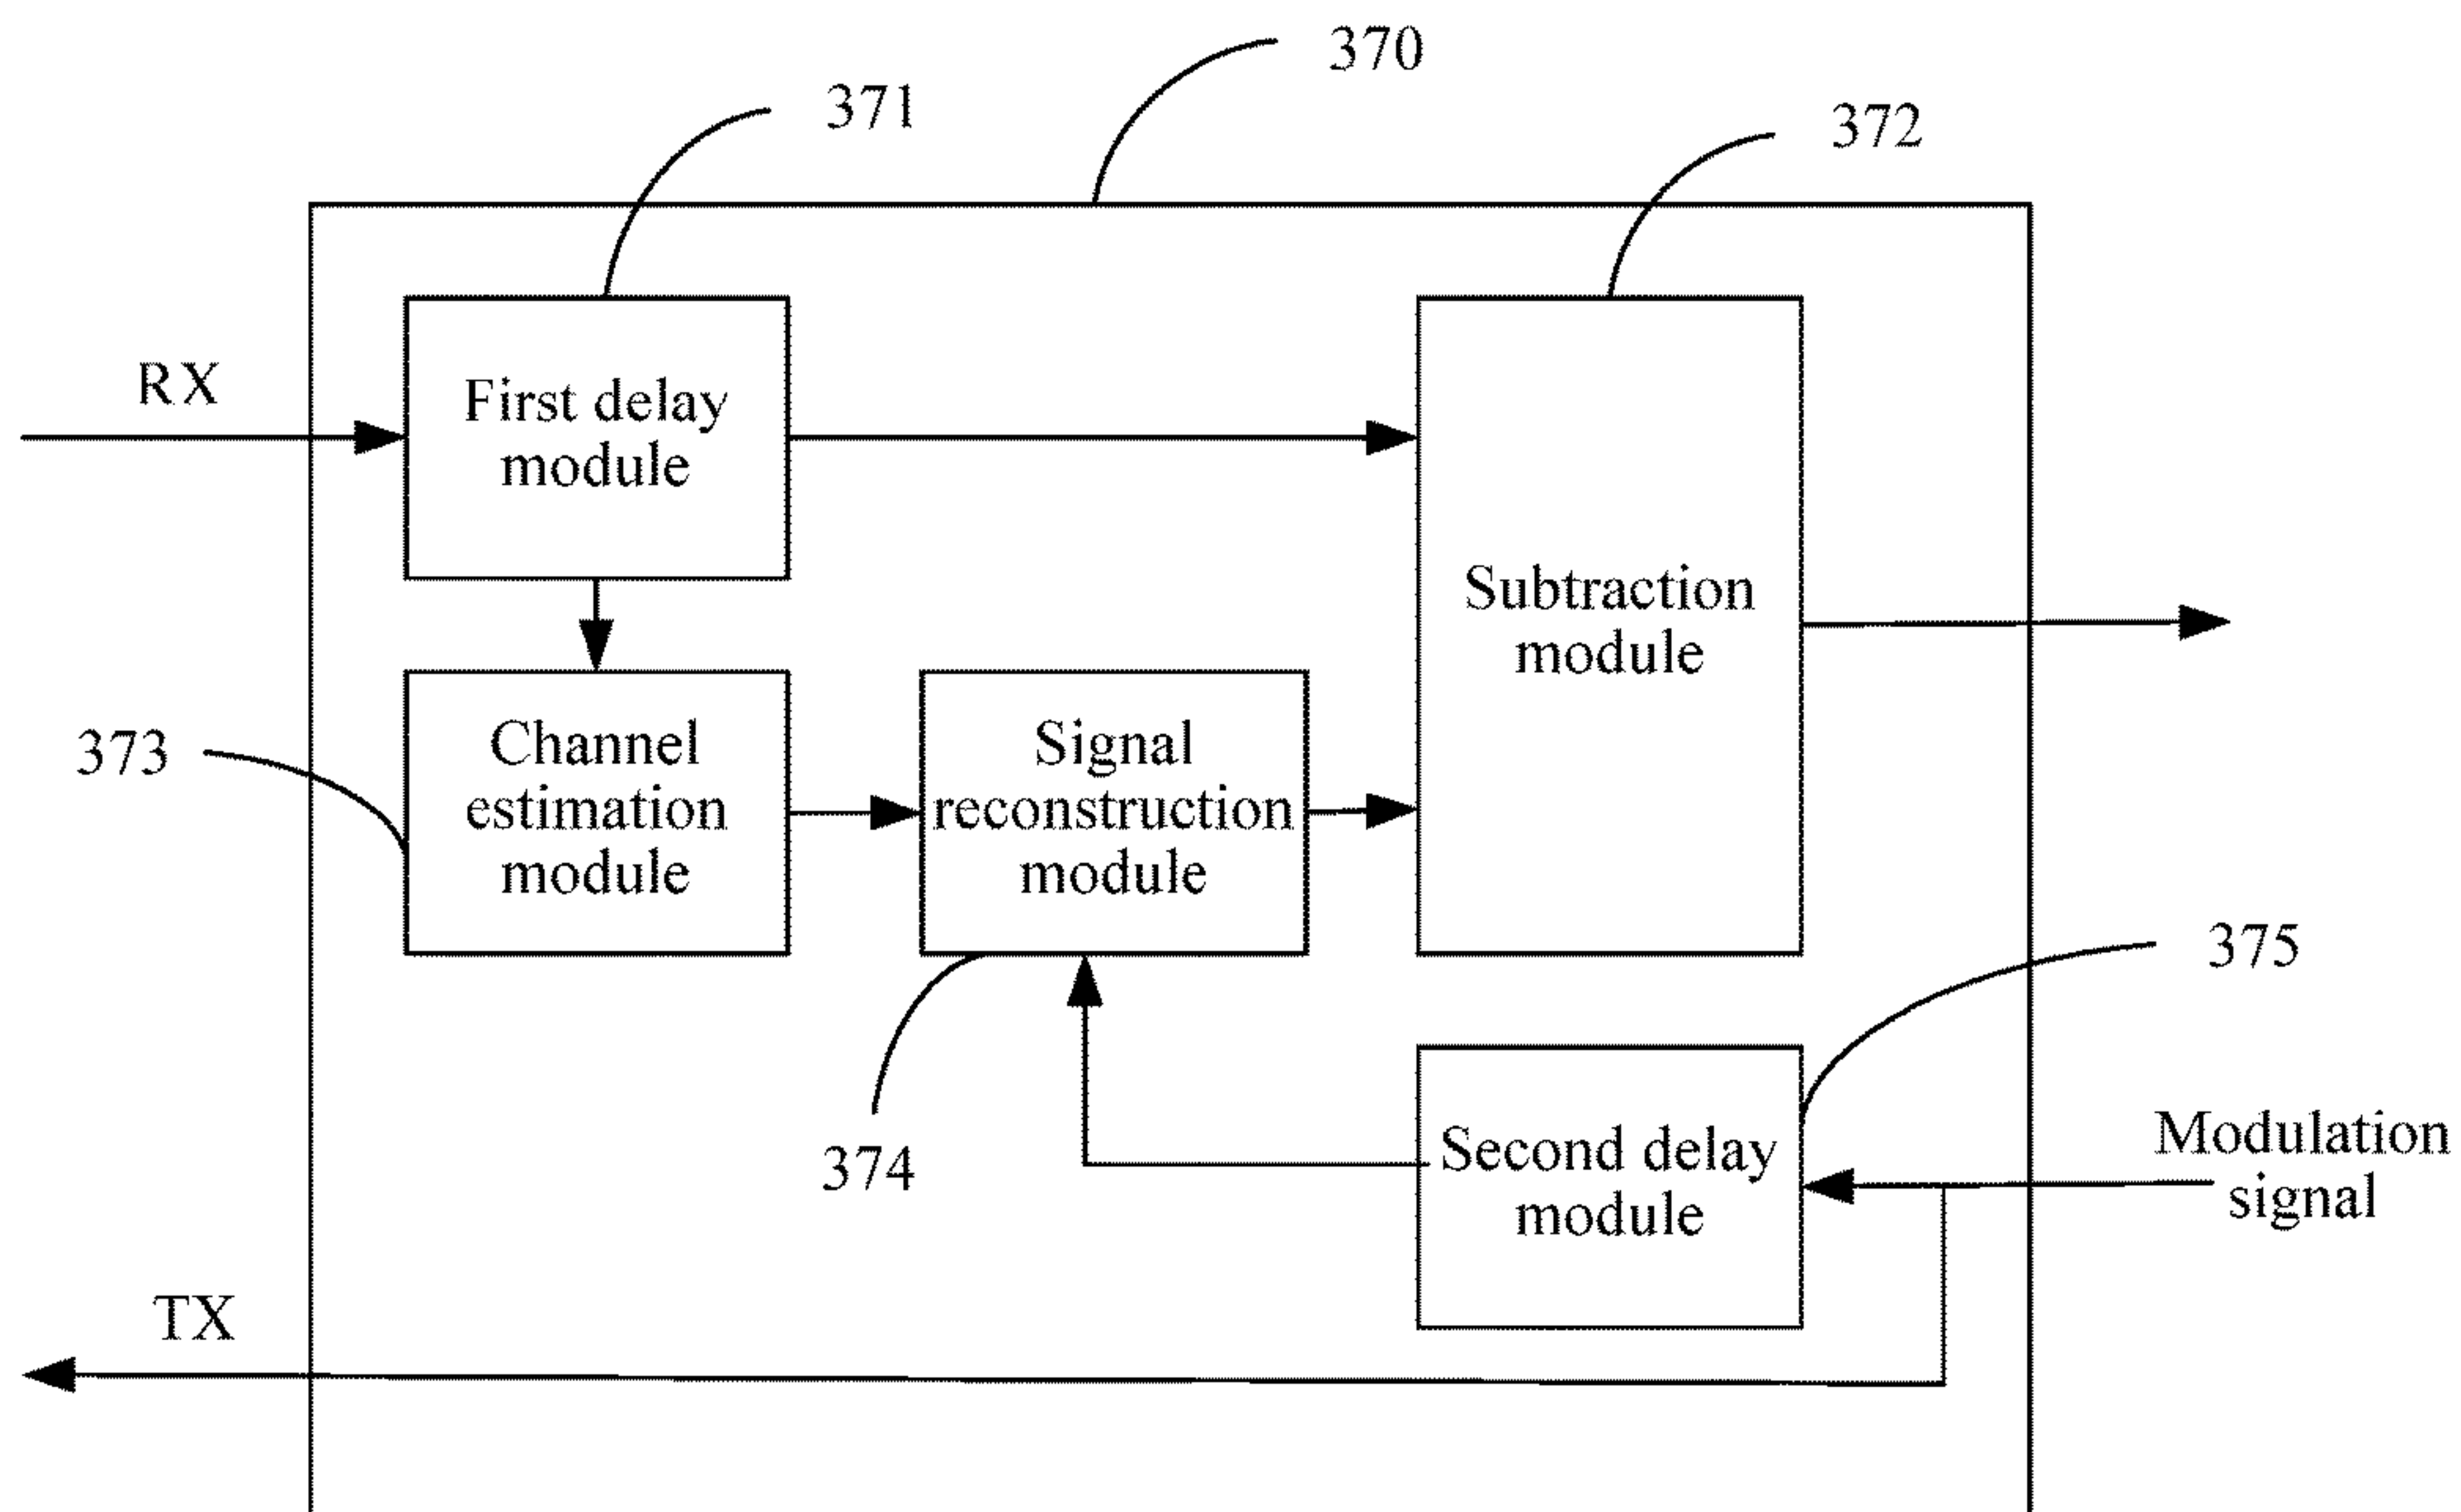 370
371
372
RX
First delay
module
Subtraction
module
373
Channel
estimation
module
Signal
reconstruction
module
375
374
Second delay
module
Modulation
signal
TX